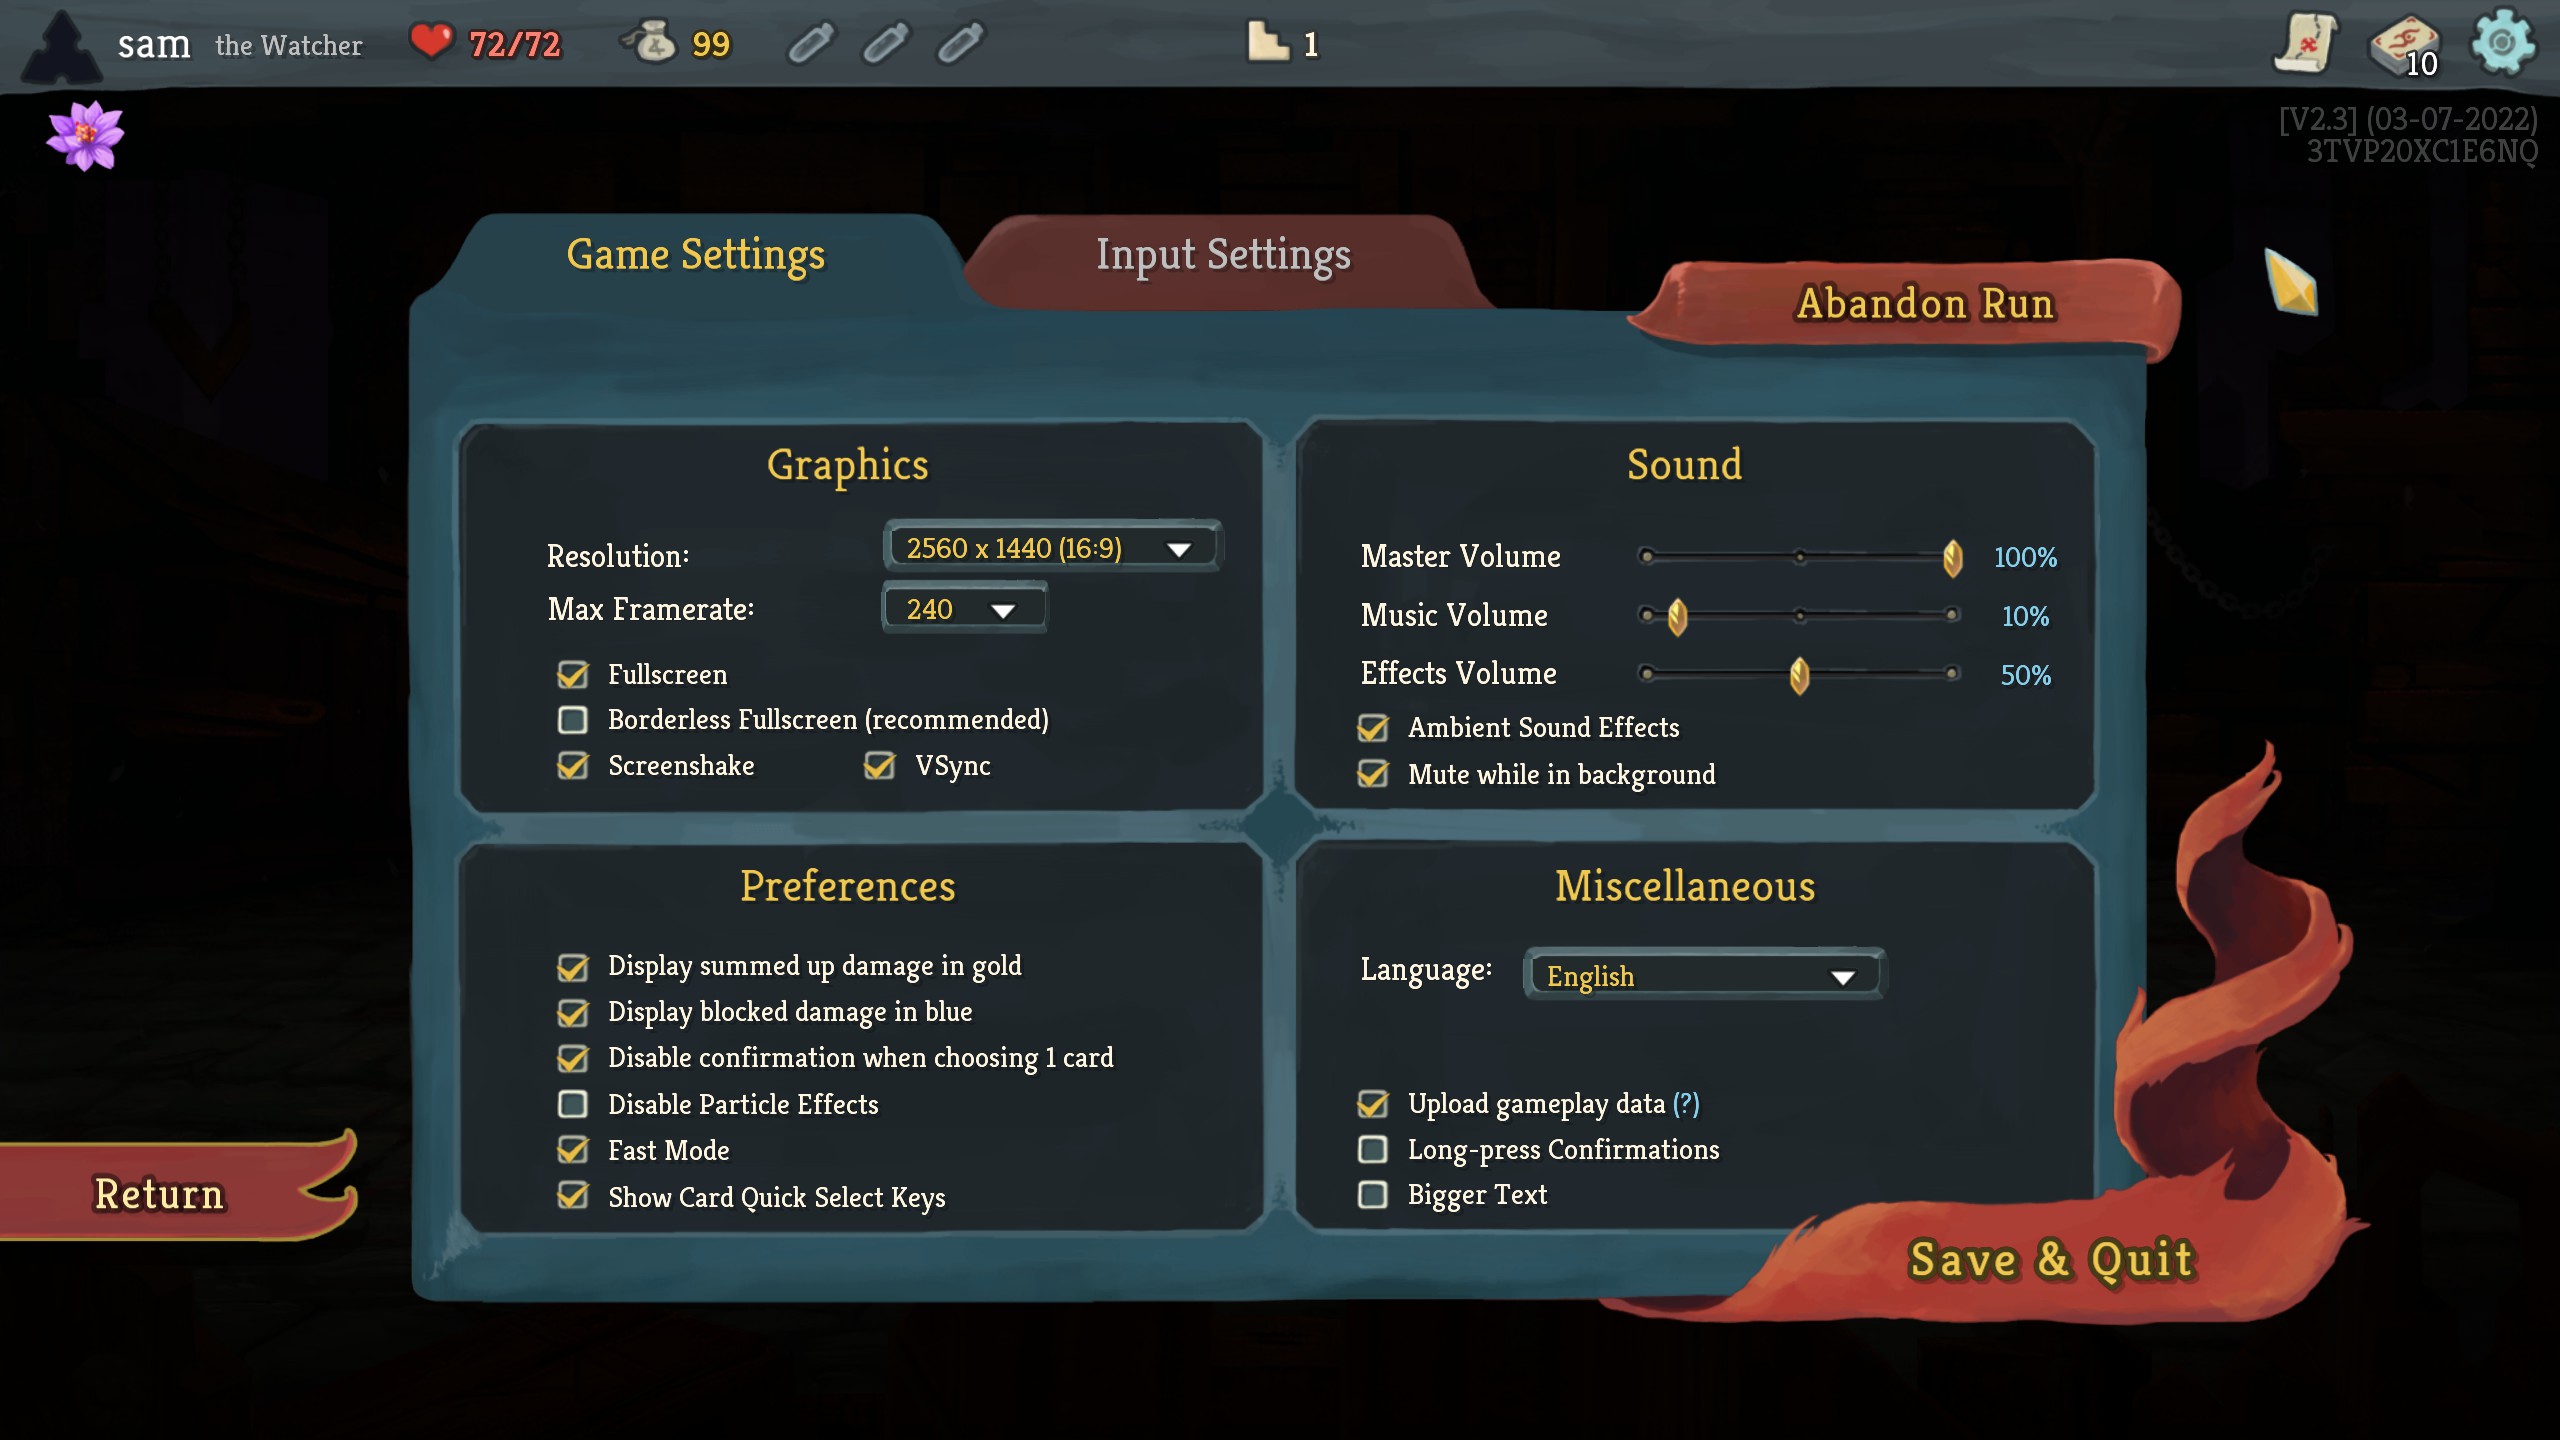 sam the Watcher 72/72 99 1 10
[V2.3] (03-07-2022)
3TVP20XC1E6NQ
Game Settings
Input Settings
Abandon Run
Graphics
Resolution: 2560 x 1440 (16:9)
Max Framerate: 240
Fullscreen
Borderless Fullscreen (recommended)
Screenshake VSync
Sound
Master Volume 100%
Music Volume 10%
Effects Volume 50%
Ambient Sound Effects
Mute while in background
Preferences
Display summed up damage in gold
Display blocked damage in blue
Disable confirmation when choosing 1 card
Disable Particle Effects
Fast Mode
Show Card Quick Select Keys
Miscellaneous
Language: English
Upload gameplay data (?)
Long-press Confirmations
Bigger Text
Return
Save & Quit